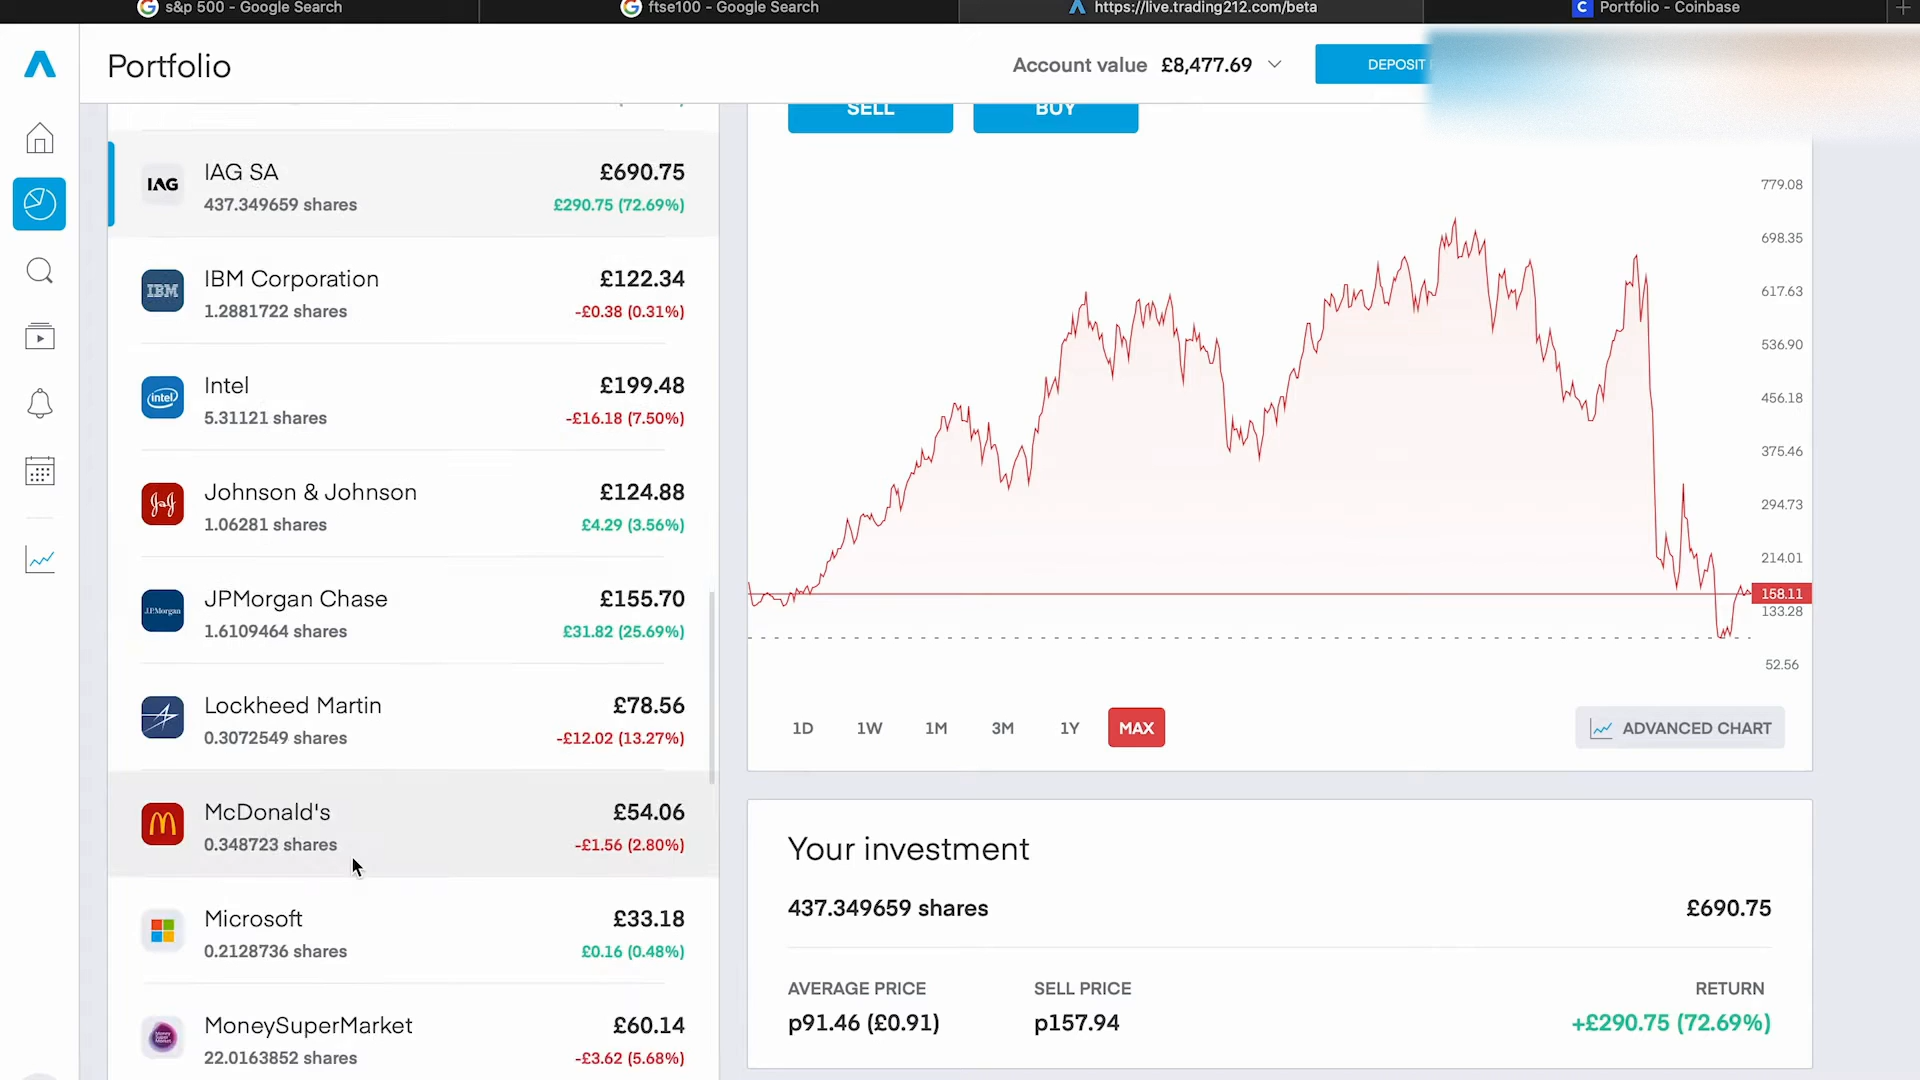 s&p 500 - Google Search
ftse100 - Google Search
https://live.trading212.com/beta
Portfolio - Coinbase
Portfolio
Account value £8,477.69
DEPOSIT
SELL
BUY
IAG
IAG SA
£690.75
437.349659 shares
£290.75 (72.69%)
IBM
IBM Corporation
£122.34
1.2881722 shares
-£0.38 (0.31%)
intel
Intel
£199.48
5.31121 shares
-£16.18 (7.50%)
J&J
Johnson & Johnson
£124.88
1.06281 shares
£4.29 (3.56%)
J.P.Morgan
JPMorgan Chase
£155.70
1.6109464 shares
£31.82 (25.69%)
Lockheed Martin
£78.56
0.3072549 shares
-£12.02 (13.27%)
McDonald's
£54.06
0.348723 shares
-£1.56 (2.80%)
Microsoft
£33.18
0.2128736 shares
£0.16 (0.48%)
MoneySuperMarket
£60.14
22.0163852 shares
-£3.62 (5.68%)
779.08
698.35
617.63
536.90
456.18
375.46
294.73
214.01
158.11
133.28
52.56
1D 1W 1M 3M 1Y MAX
ADVANCED CHART
Your investment
437.349659 shares
£690.75
AVERAGE PRICE SELL PRICE RETURN
p91.46 (£0.91) p157.94 +£290.75 (72.69%)